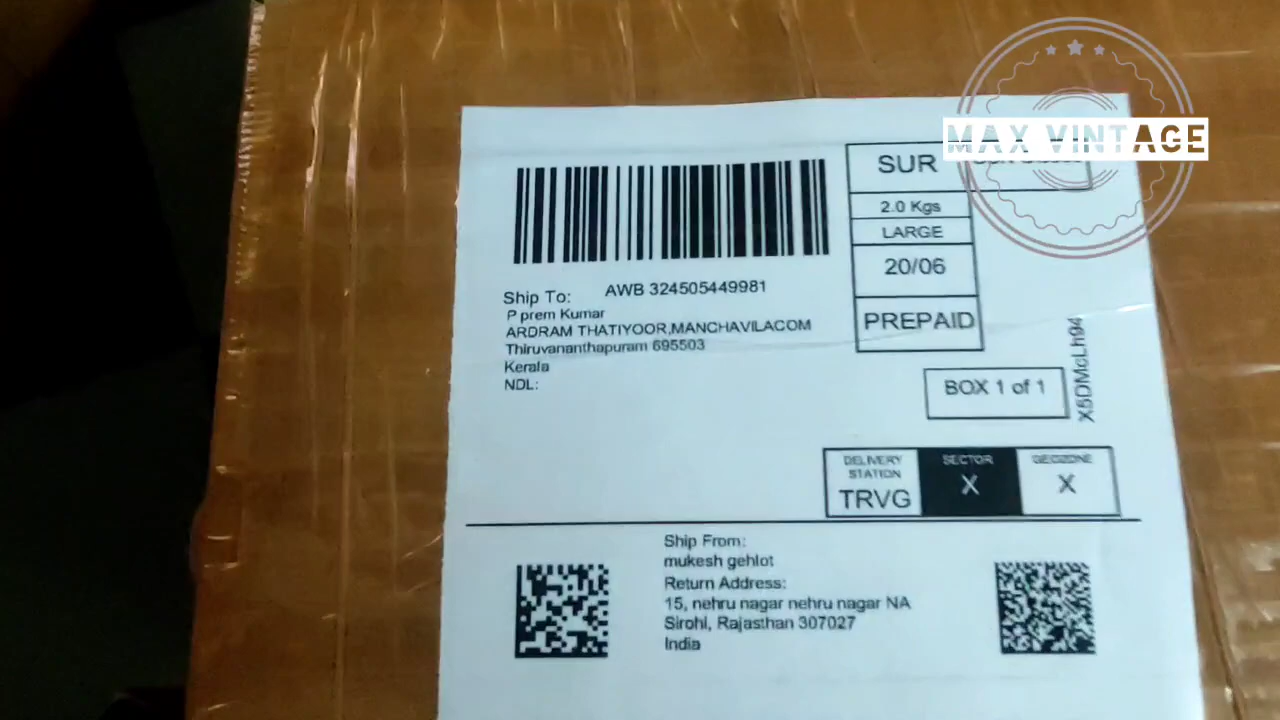 MAX VINTAGE
SUR
2.0 Kgs
LARGE
20/06
PREPAID
AWB 324505449981
Ship To:
P prem Kumar
ARDRAM THATIYOOR,MANCHAVILACOM
Thiruvananthapuram 695503
Kerala
NDL:
BOX 1 of 1
X5DMcLh94
DELIVERY
STATION
TRVG
SECTOR
X
GEOZONE
X
Ship From:
mukesh gehlot
Return Address:
15, nehru nagar nehru nagar NA
Sirohi, Rajasthan 307027
India